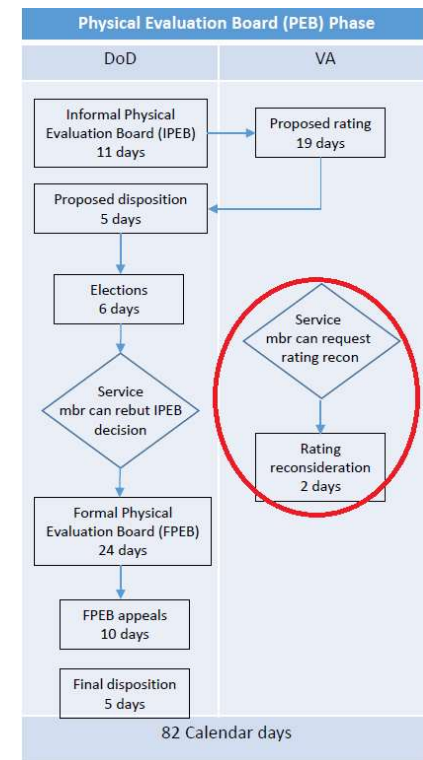 Physical Evaluation Board (PEB) Phase
DoD
VA
Informal Physical
Evaluation Board (IPEB)
11 days
Proposed rating
19 days
Proposed disposition
5 days
Elections
6 days
Service
mbr can request
rating recon
Service
mbr can rebut IPEB
decision
Rating
reconsideration
2 days
Formal Physical
Evaluation Board (FPEB)
24 days
FPEB appeals
10 days
Final disposition
5 days
82 Calendar days